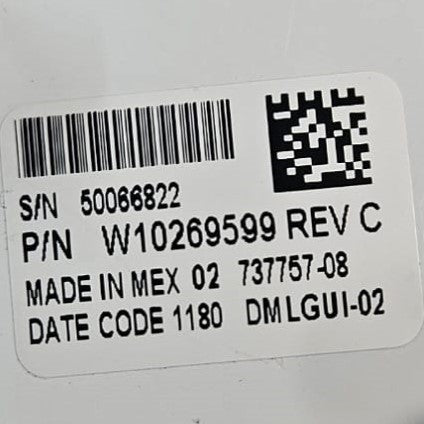 S/N 50066822
P/N W10269599 REV C
MADE IN MEX 02 737757-08
DATE CODE 1180 DMLGUI-02